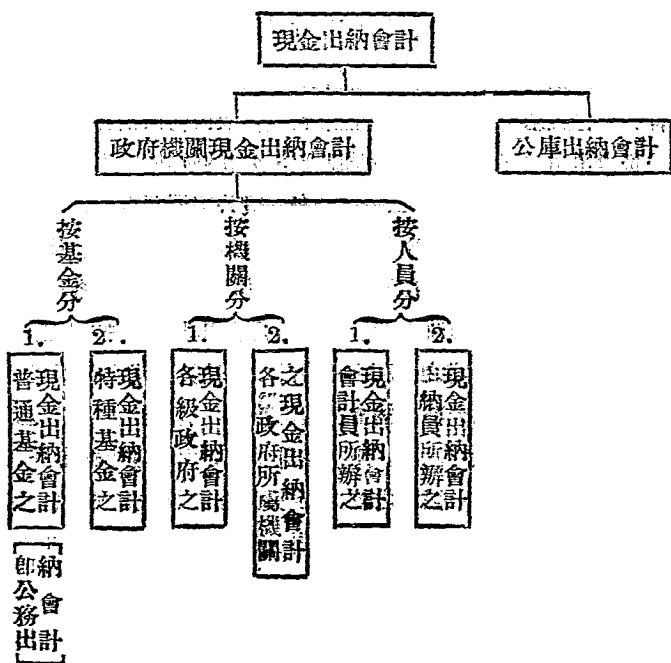 現金出納會計
政府機關現金出納會計
公庫出納會計
按基金分
按機關分
按人員分
1.
普通基金之
現金出納會計
即公務出
納會計
2.
特種基金之
現金出納會計
1.
各級政府之
現金出納會計
2.
各政府所屬機關
之現金出納會計
1.
會計員所辦之
現金出納會計
2.
出納員所辦之
現金出納會計